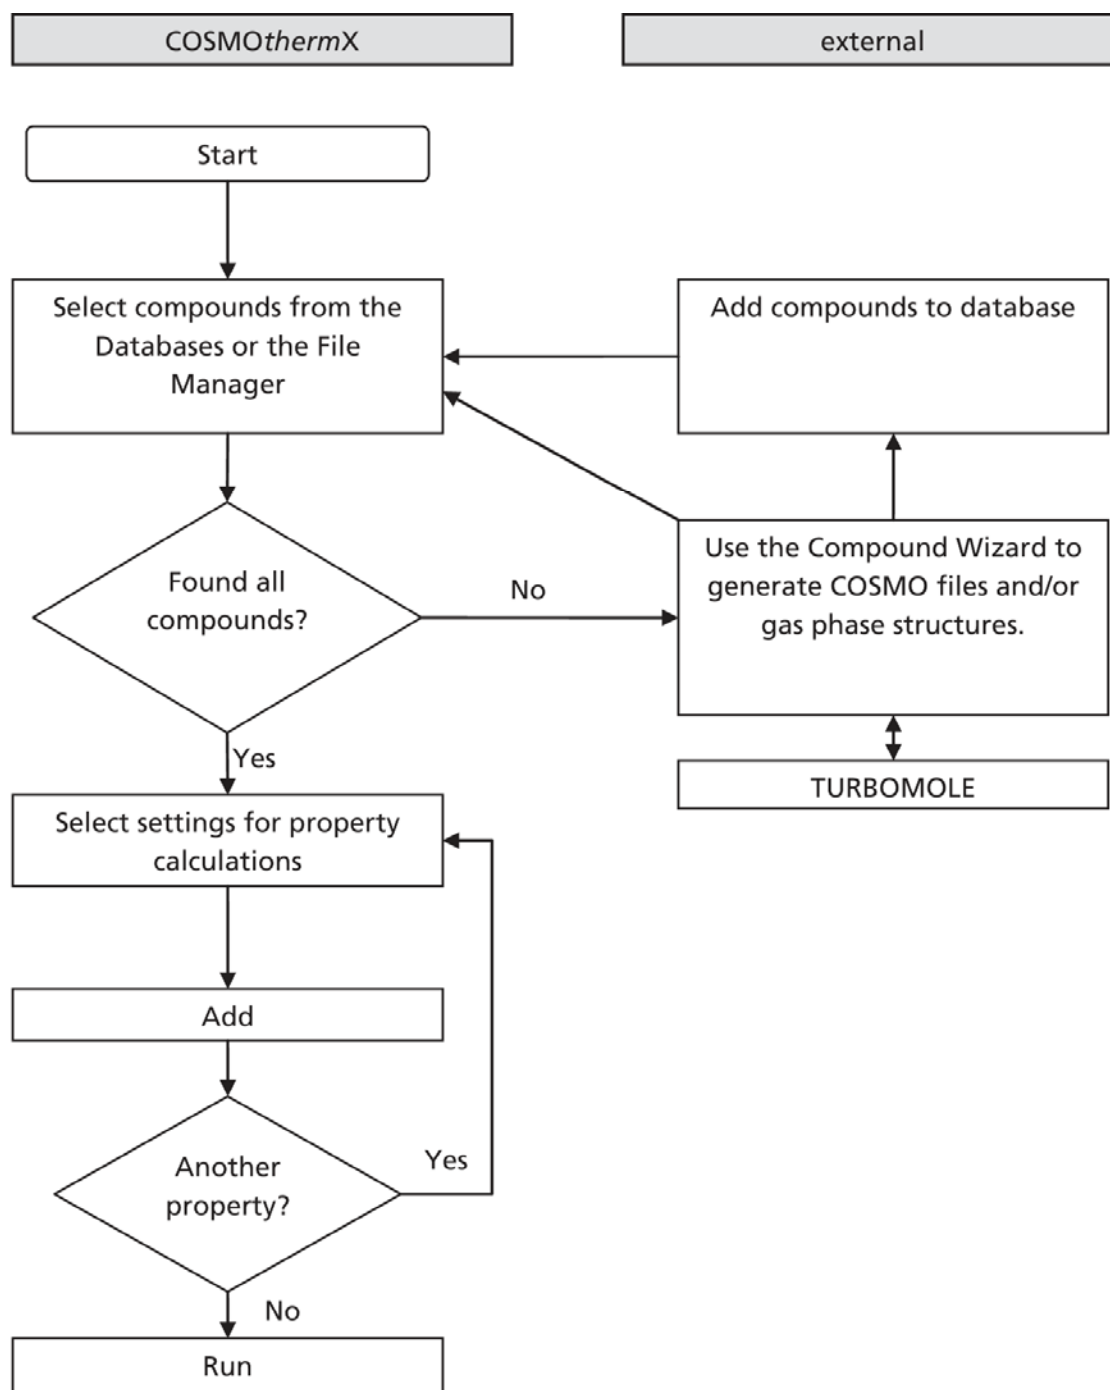 COSMOthermX
external
Start
Select compounds from the
Databases or the File
Manager
Add compounds to database
Found all
compounds?
No
Use the Compound Wizard to
generate COSMO files and/or
gas phase structures.
Yes
TURBOMOLE
Select settings for property
calculations
Add
Another
property?
Yes
No
Run